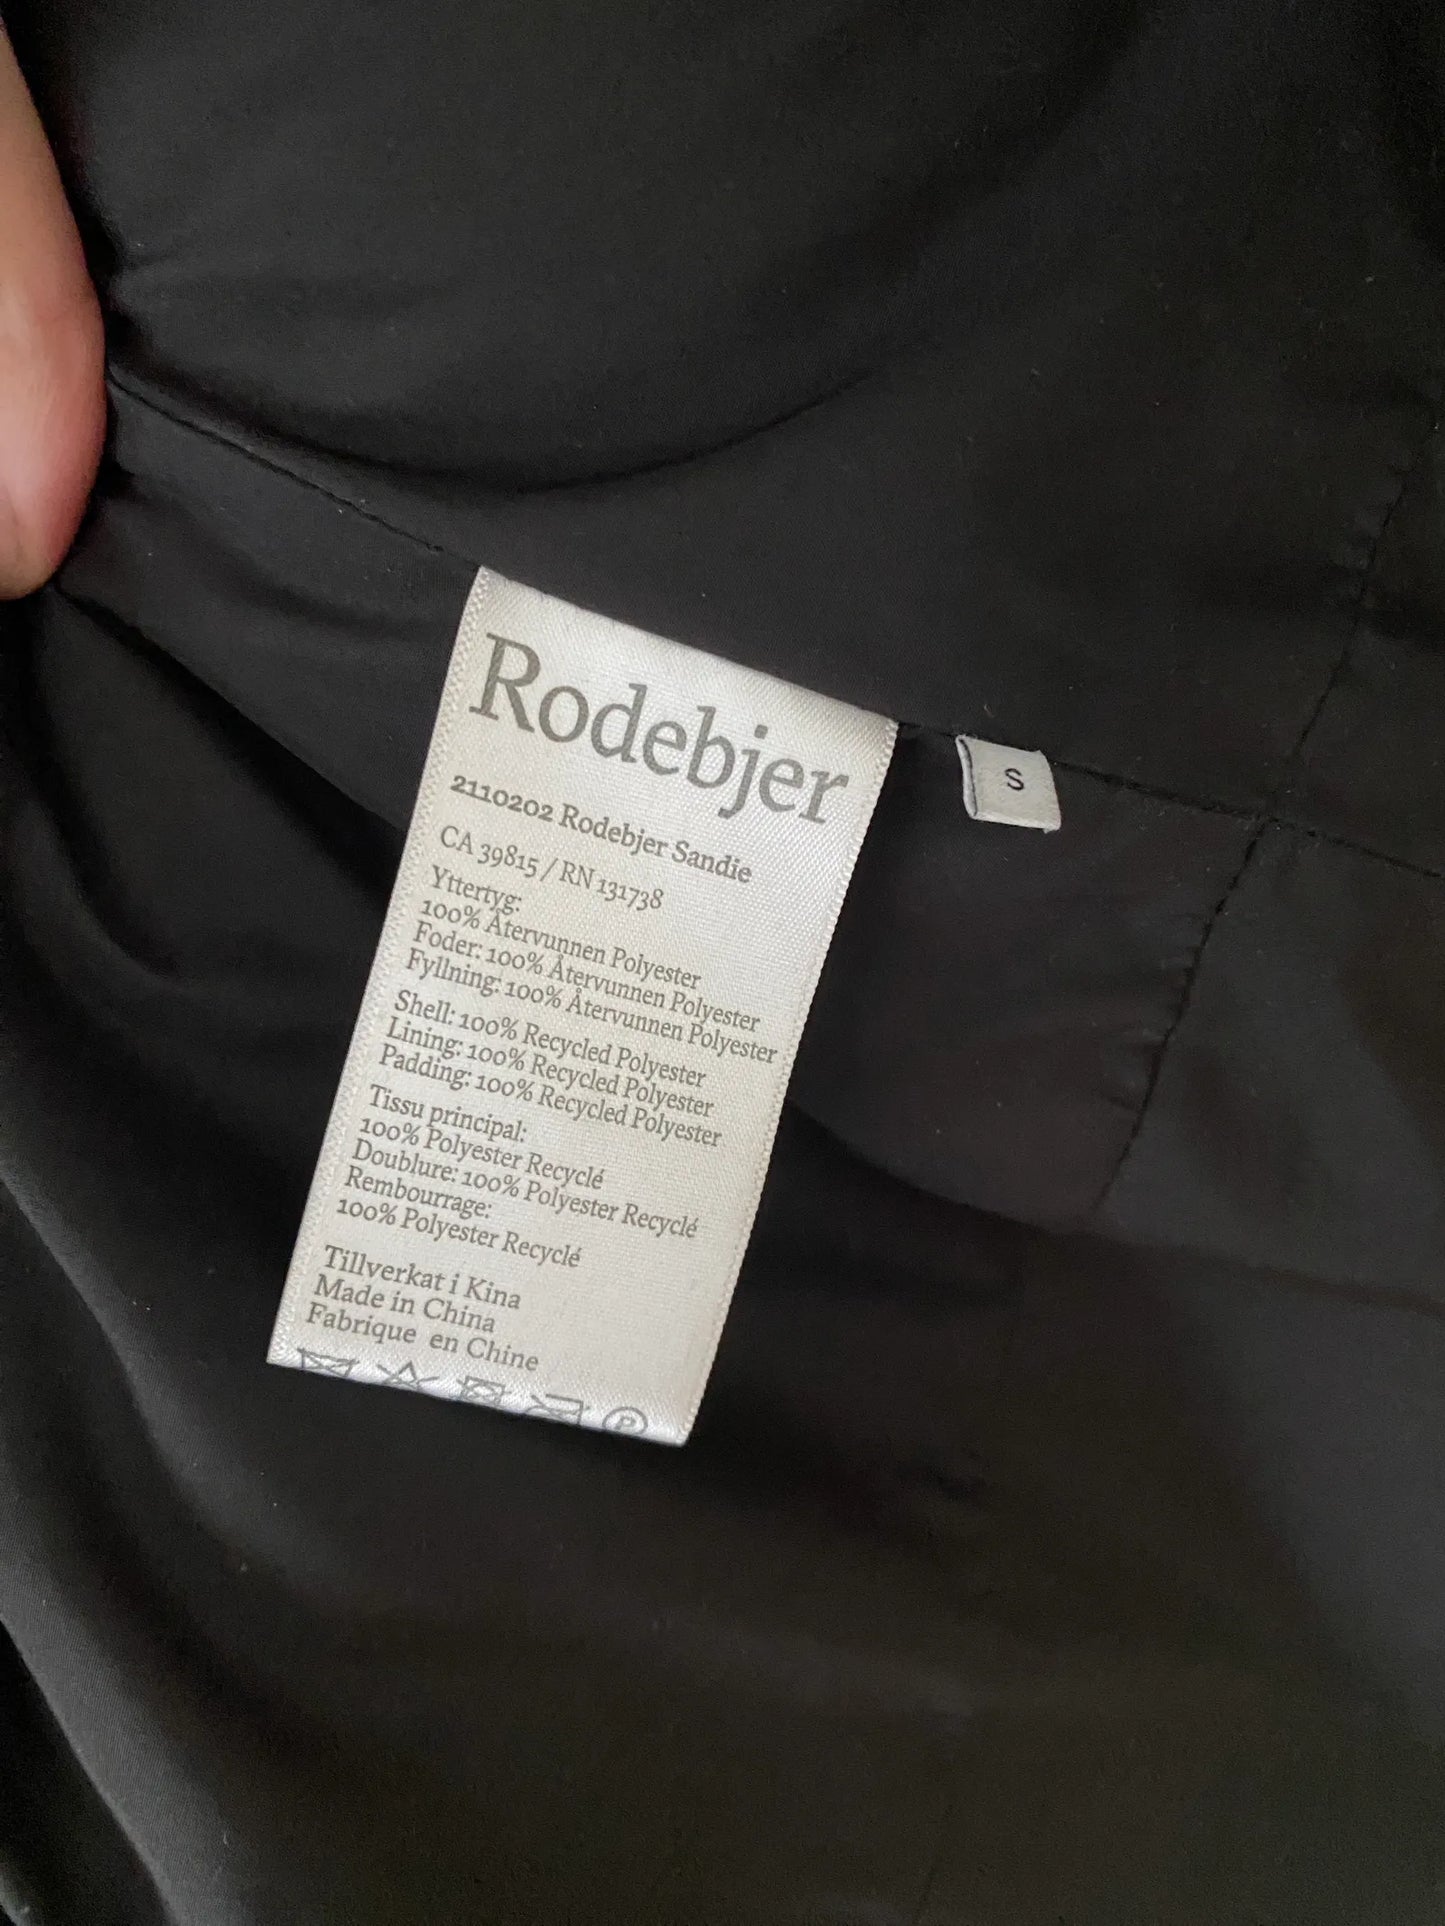 Rodebjer
2110202 Rodebjer Sandie
CA 39815 / RN 131738
Yttertyg:
100% Återvunnen Polyester
Foder: 100% Återvunnen Polyester
Fyllning: 100% Återvunnen Polyester
Shell: 100% Recycled Polyester
Lining: 100% Recycled Polyester
Padding: 100% Recycled Polyester
Tissu principal:
100% Polyester Recyclé
Doublure: 100% Polyester Recyclé
Rembourrage:
100% Polyester Recyclé
Tillverkat i Kina
Made in China
Fabrique en Chine
P
S